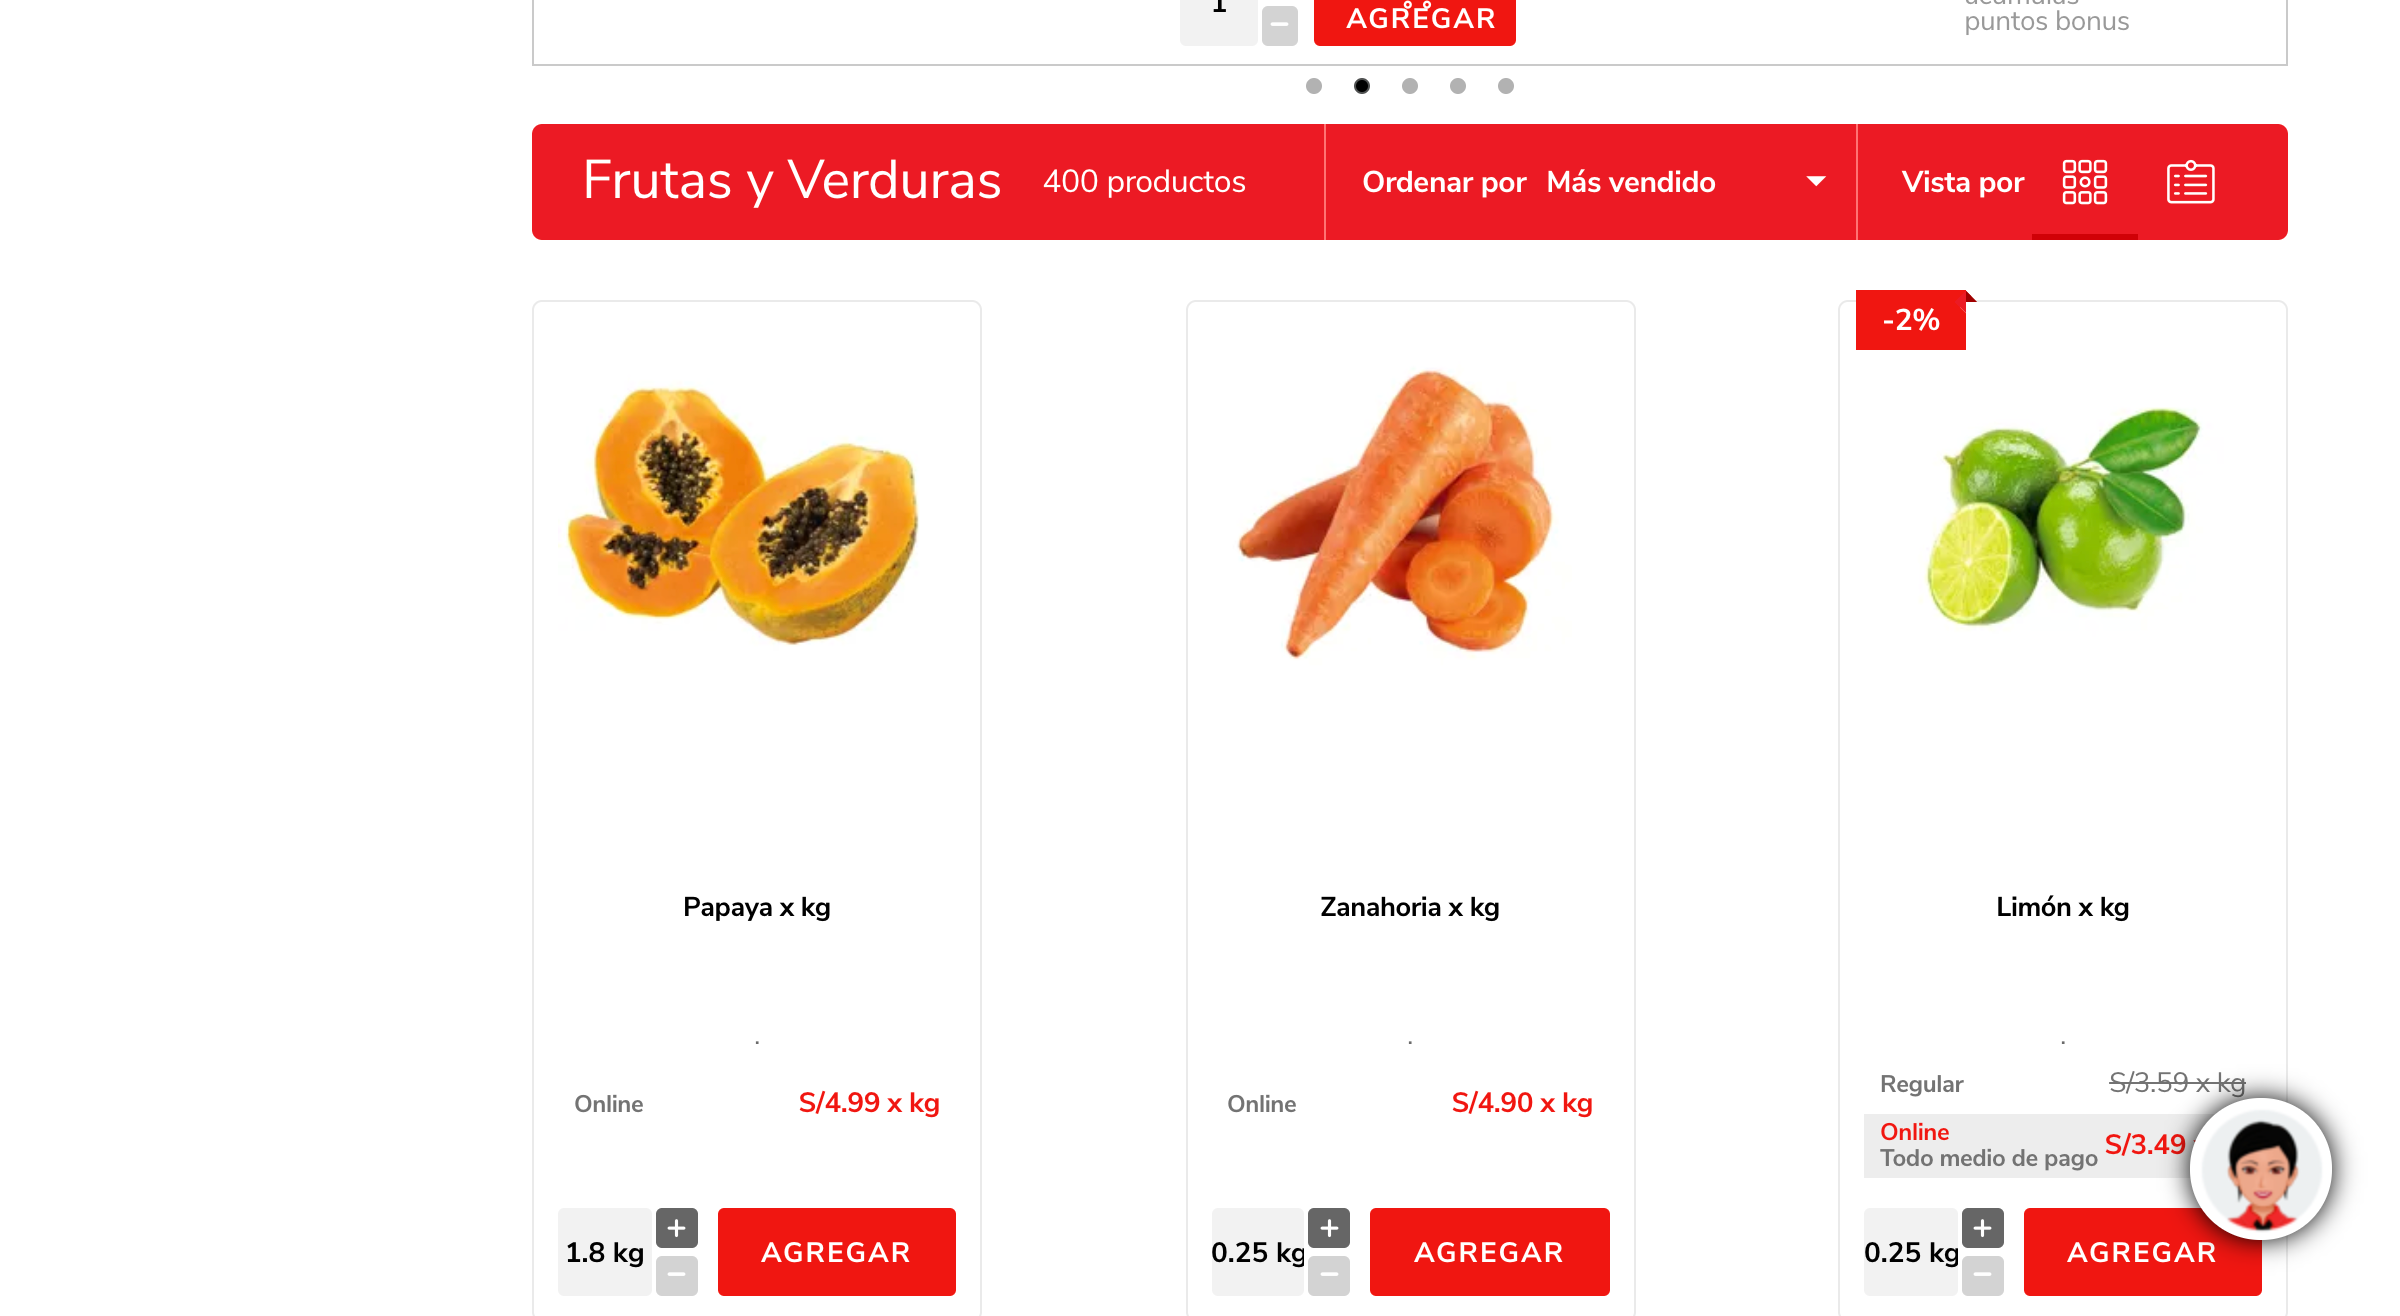 1
AGREGAR
acumulas
puntos bonus
Frutas y Verduras 400 productos Ordenar por Más vendido Vista por
-2%
Papaya x kg
Zanahoria x kg
Limón x kg
.
.
.
Online S/4.99 x kg
Online S/4.90 x kg
Regular S/3.59 x kg
Online
Todo medio de pago S/3.49
1.8 kg + − AGREGAR
0.25 kg + − AGREGAR
0.25 kg + − AGREGAR